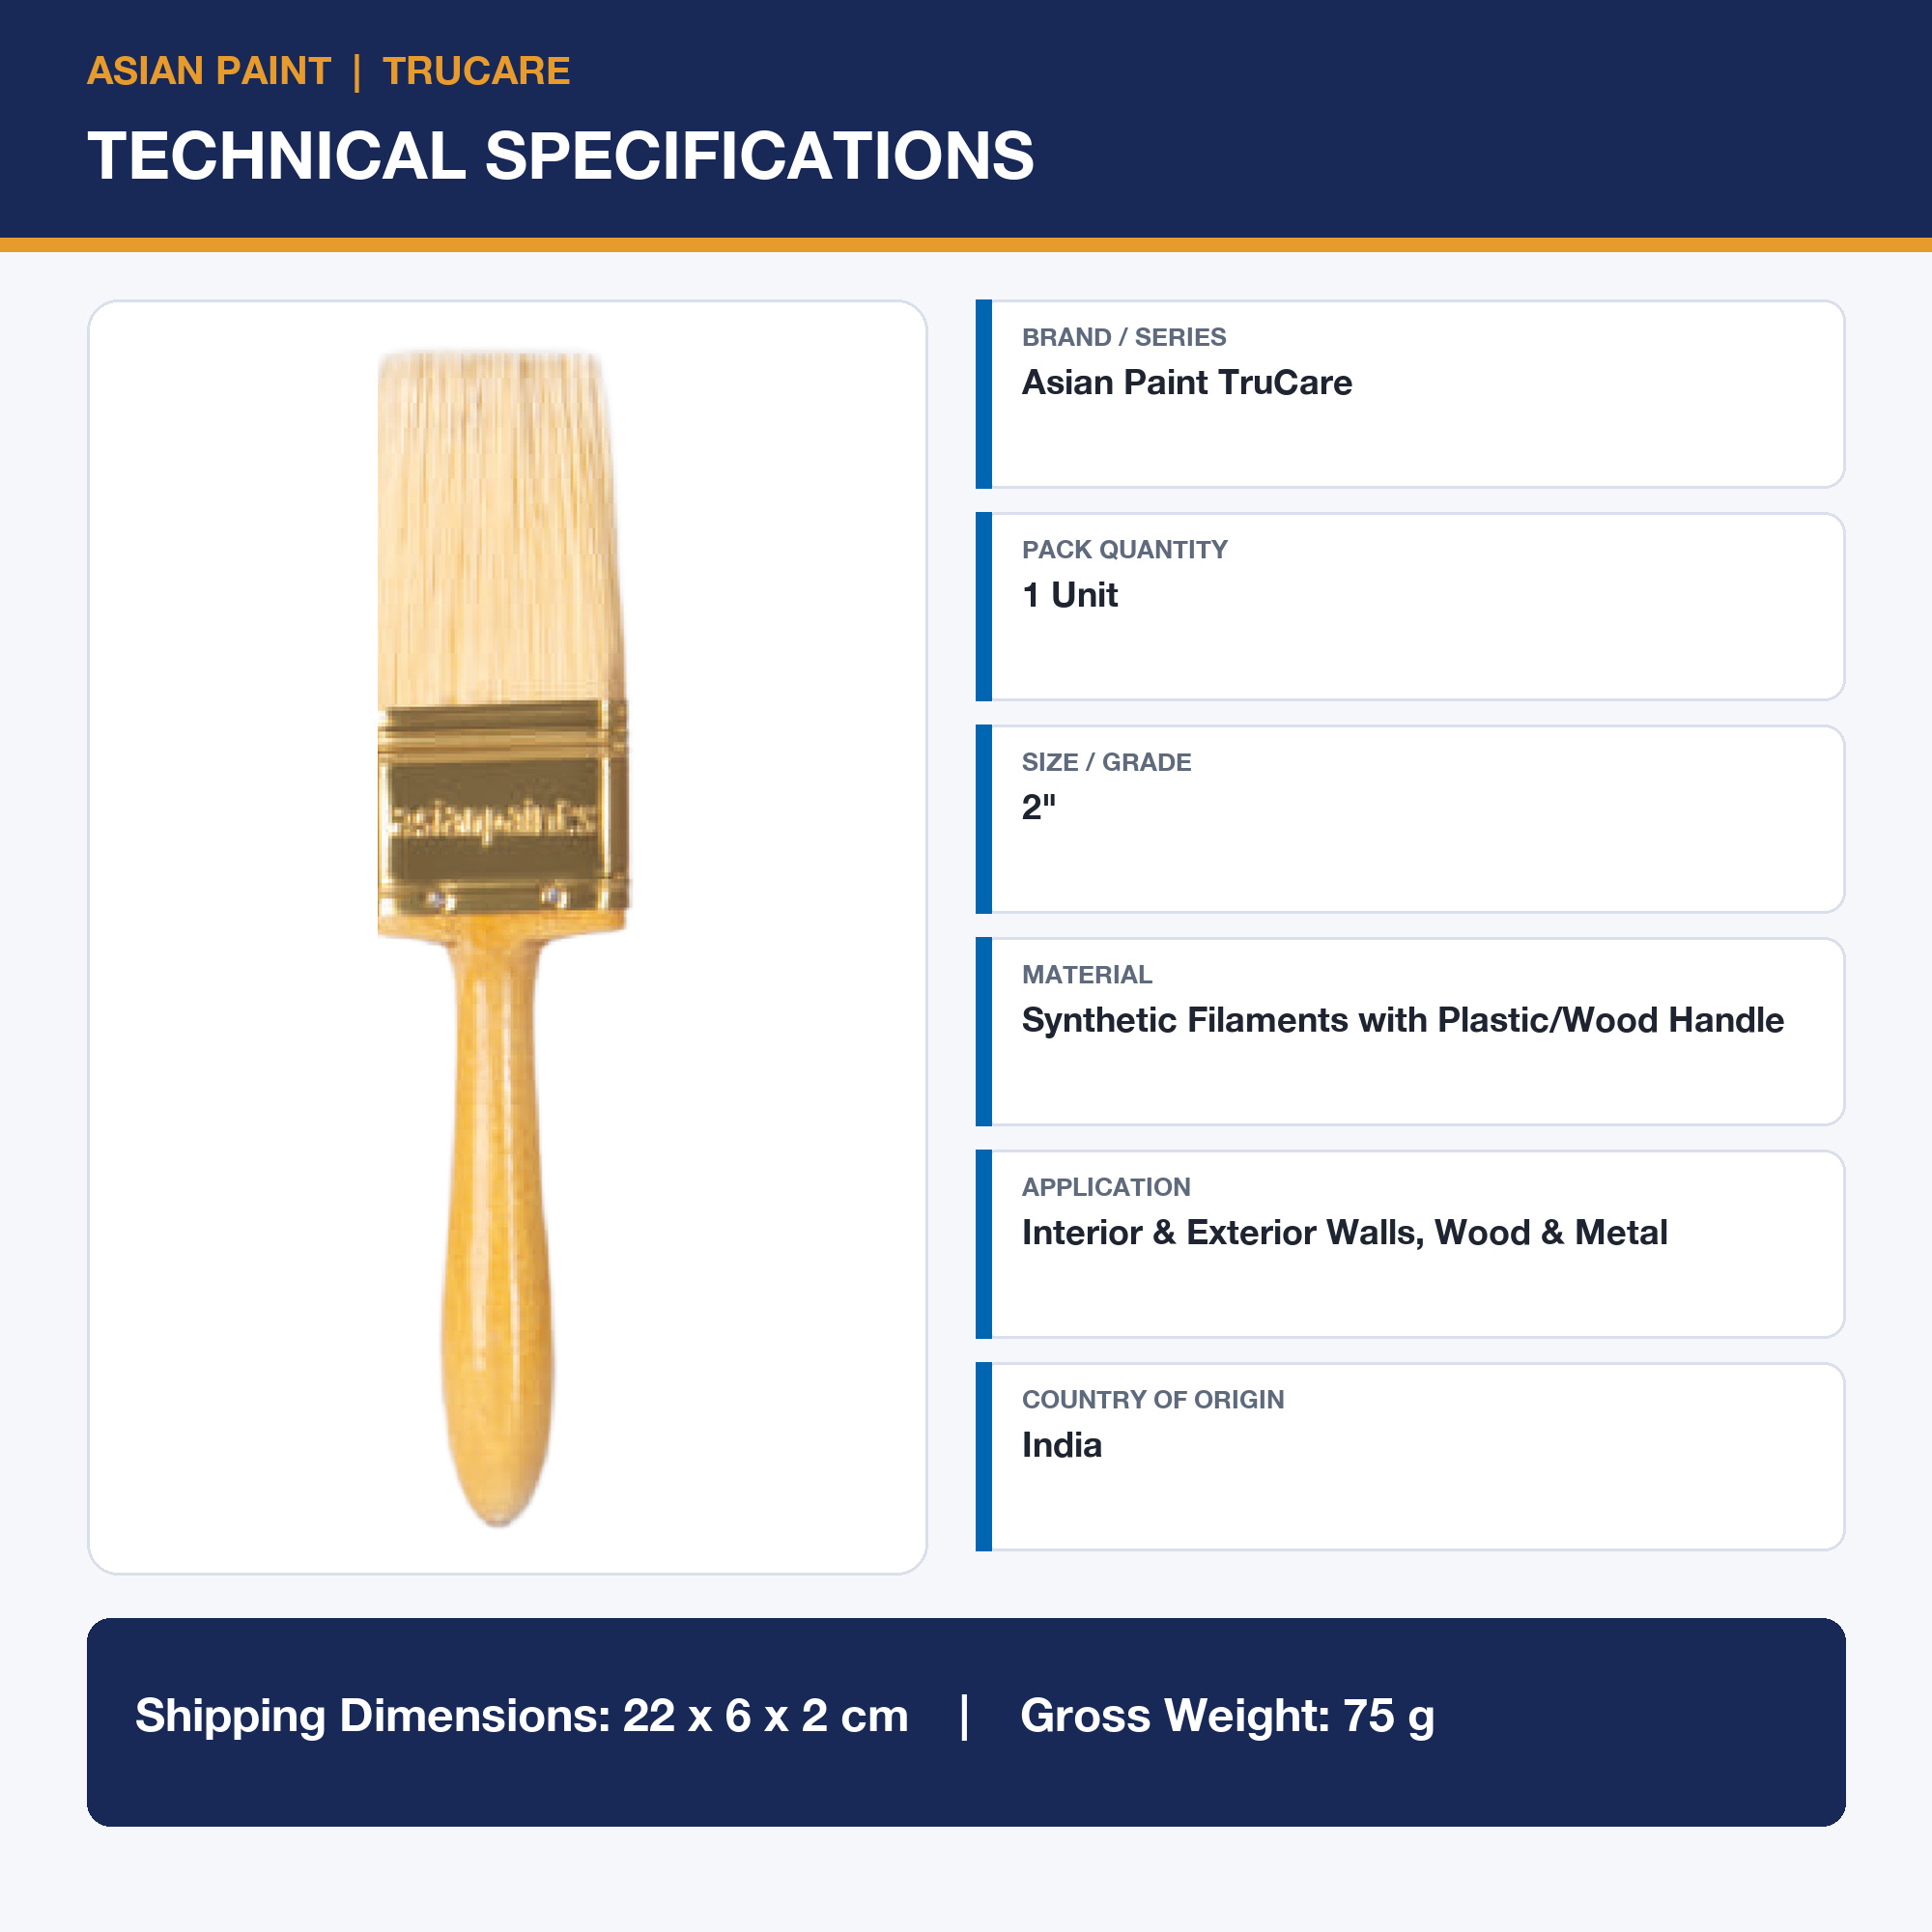 ASIAN PAINT | TRUCARE
TECHNICAL SPECIFICATIONS
asianpaints
BRAND / SERIES
Asian Paint TruCare
PACK QUANTITY
1 Unit
SIZE / GRADE
2"
MATERIAL
Synthetic Filaments with Plastic/Wood Handle
APPLICATION
Interior & Exterior Walls, Wood & Metal
COUNTRY OF ORIGIN
India
Shipping Dimensions: 22 x 6 x 2 cm | Gross Weight: 75 g